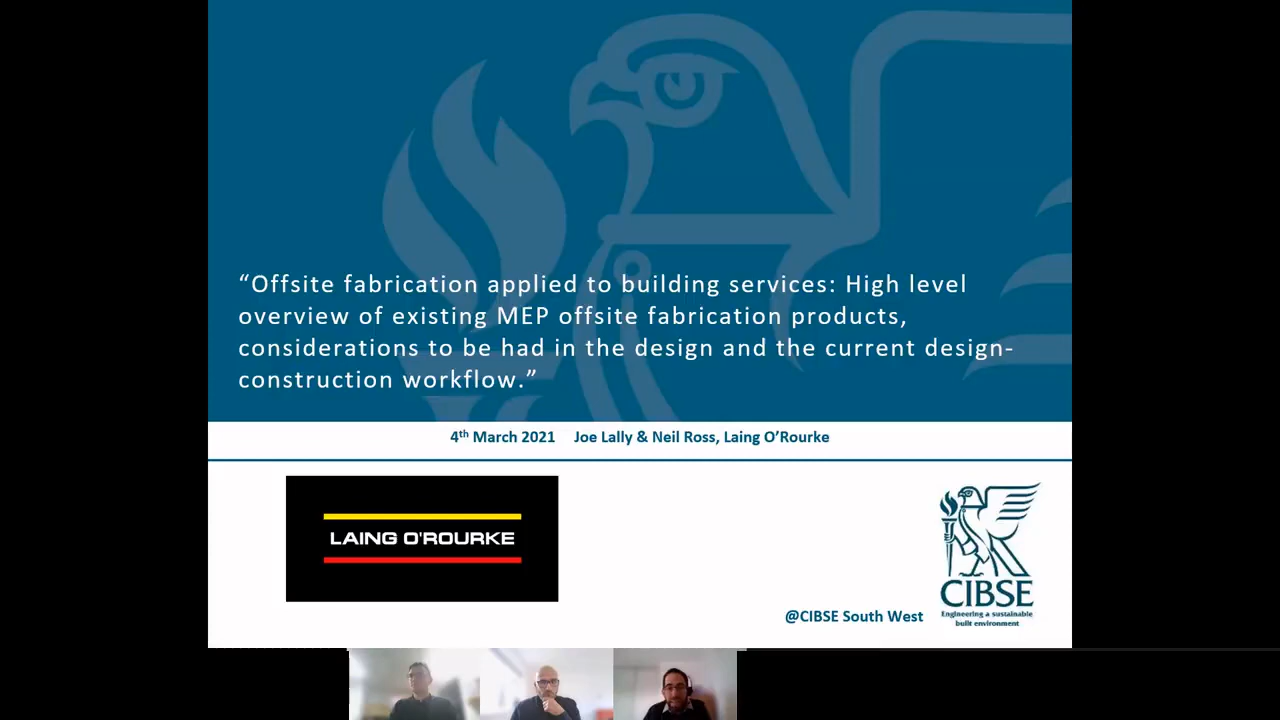 “Offsite fabrication applied to building services: High level
overview of existing MEP offsite fabrication products,
considerations to be had in the design and the current design-
construction workflow.”
4th March 2021 Joe Lally & Neil Ross, Laing O’Rourke
LAING O'ROURKE
CIBSE
Engineering a sustainable
built environment
@CIBSE South West